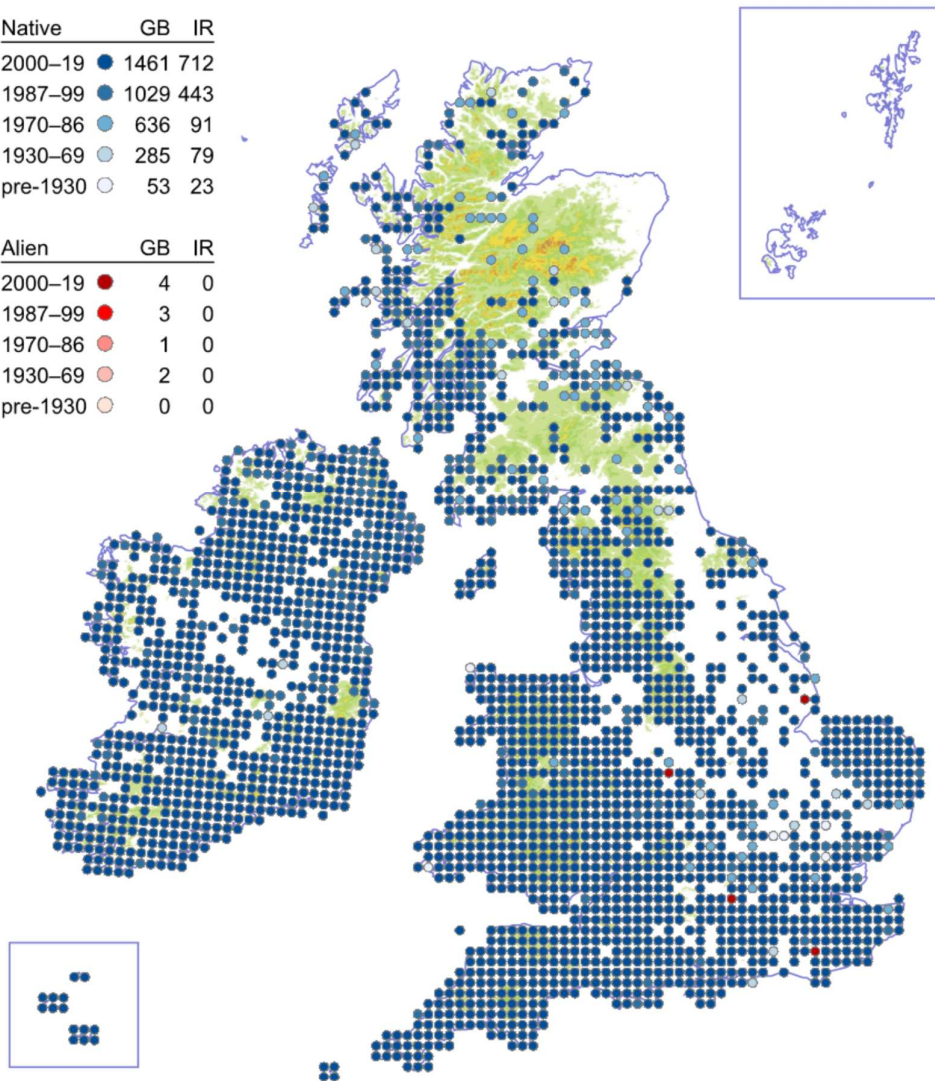 Native GB IR
2000–19 1461 712
1987–99 1029 443
1970–86 636 91
1930–69 285 79
pre-1930 53 23
Alien GB IR
2000–19 4 0
1987–99 3 0
1970–86 1 0
1930–69 2 0
pre-1930 0 0